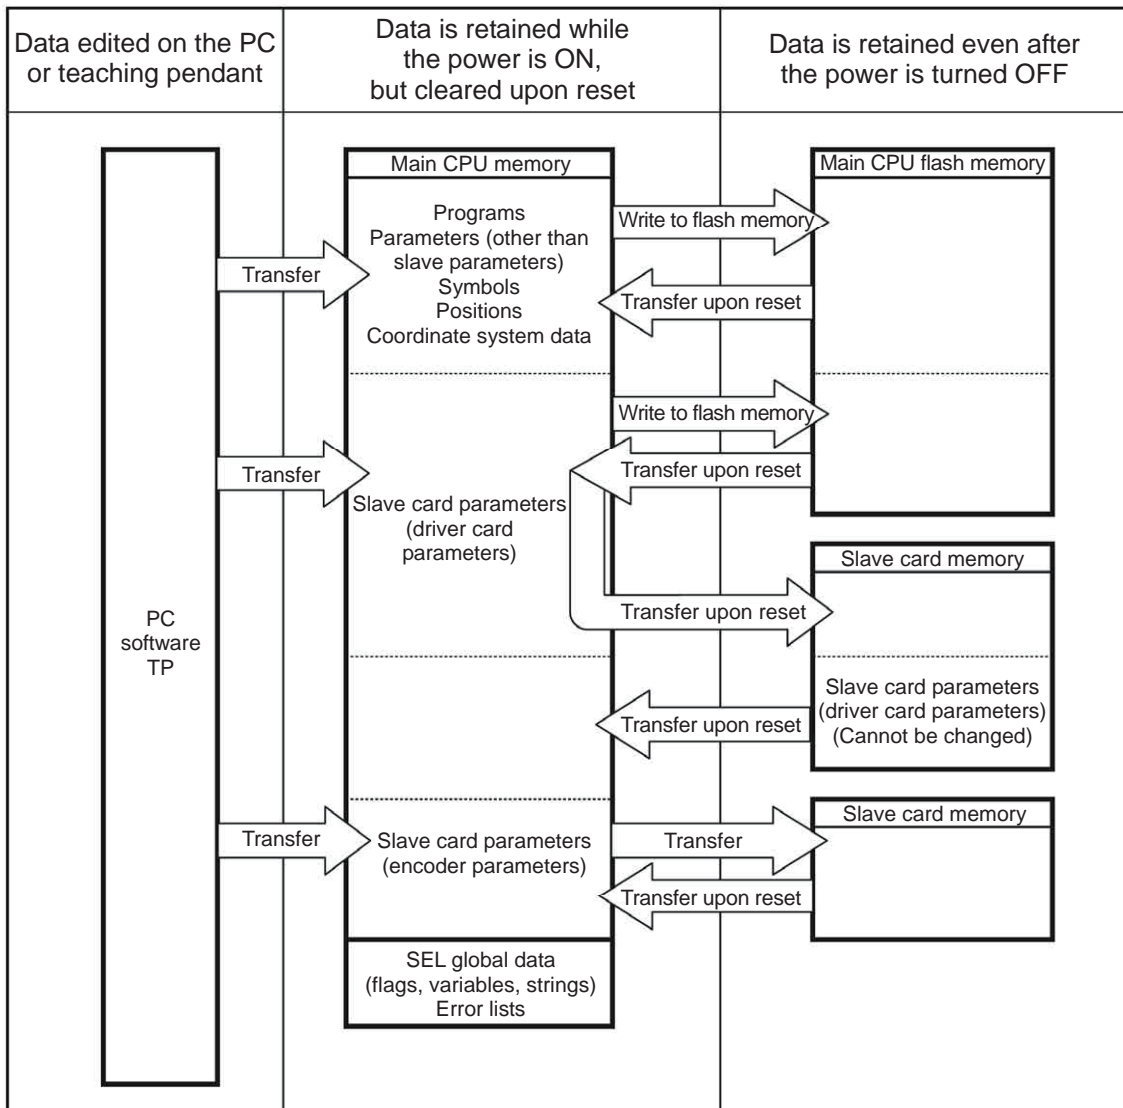 Data edited on the PC
or teaching pendant
Data is retained while
the power is ON,
but cleared upon reset
Data is retained even after
the power is turned OFF
PC
software
TP
Transfer
Transfer
Transfer
Main CPU memory
Programs
Parameters (other than
slave parameters)
Symbols
Positions
Coordinate system data
Slave card parameters
(driver card
parameters)
Slave card parameters
(encoder parameters)
SEL global data
(flags, variables, strings)
Error lists
Write to flash memory
Transfer upon reset
Write to flash memory
Transfer upon reset
Transfer upon reset
Transfer upon reset
Transfer
Transfer upon reset
Main CPU flash memory
Slave card memory
Slave card parameters
(driver card parameters)
(Cannot be changed)
Slave card memory